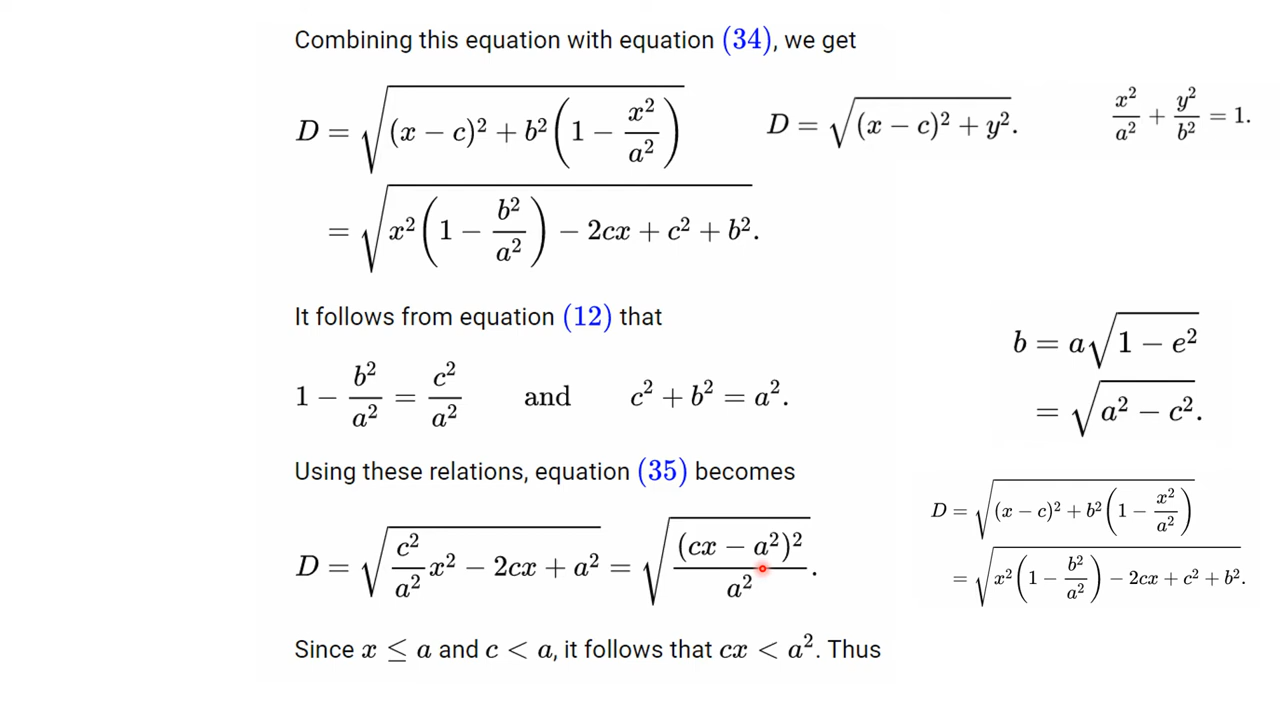 Combining this equation with equation (34), we get
D = √((x − c)² + b²(1 − x²/a²))
= √(x²(1 − b²/a²) − 2cx + c² + b²).
D = √((x − c)² + y²).
x²/a² + y²/b² = 1.
It follows from equation (12) that
1 − b²/a² = c²/a² and c² + b² = a².
b = a√(1 − e²)
= √(a² − c²).
Using these relations, equation (35) becomes
D = √(c²/a² x² − 2cx + a²) = √((cx − a²)²/a²).
D = √((x − c)² + b²(1 − x²/a²))
= √(x²(1 − b²/a²) − 2cx + c² + b²).
Since x ≤ a and c < a, it follows that cx < a². Thus